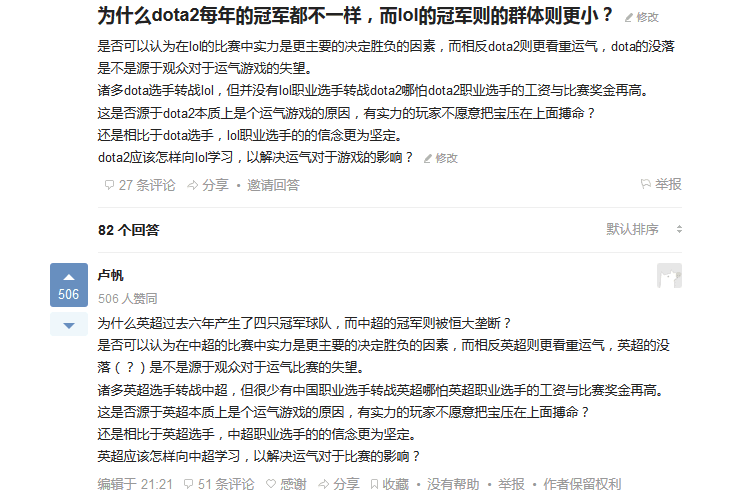 为什么dota2每年的冠军都不一样，而lol的冠军则的群体则更小？ 修改
是否可以认为在lol的比赛中实力是更主要的决定胜负的因素，而相反dota2则更看重运气，dota的没落
是不是源于观众对于运气游戏的失望。
诸多dota选手转战lol，但并没有lol职业选手转战dota2哪怕dota2职业选手的工资与比赛奖金再高。
这是否源于dota2本质上是个运气游戏的原因，有实力的玩家不愿意把宝压在上面搏命？
还是相比于dota选手，lol职业选手的的信念更为坚定。
dota2应该怎样向lol学习，以解决运气对于游戏的影响？ 修改
27 条评论 分享 • 邀请回答 举报
82 个回答 默认排序
506
卢帆
506 人赞同
为什么英超过去六年产生了四只冠军球队，而中超的冠军则被恒大垄断？
是否可以认为在中超的比赛中实力是更主要的决定胜负的因素，而相反英超则更看重运气，英超的没
落（？）是不是源于观众对于运气比赛的失望。
诸多英超选手转战中超，但很少有中国职业选手转战英超哪怕英超职业选手的工资与比赛奖金再高。
这是否源于英超本质上是个运气游戏的原因，有实力的玩家不愿意把宝压在上面搏命？
还是相比于英超选手，中超职业选手的的信念更为坚定。
英超应该怎样向中超学习，以解决运气对于比赛的影响？
编辑于 21:21 51 条评论 感谢 分享 收藏 • 没有帮助 • 举报 • 作者保留权利